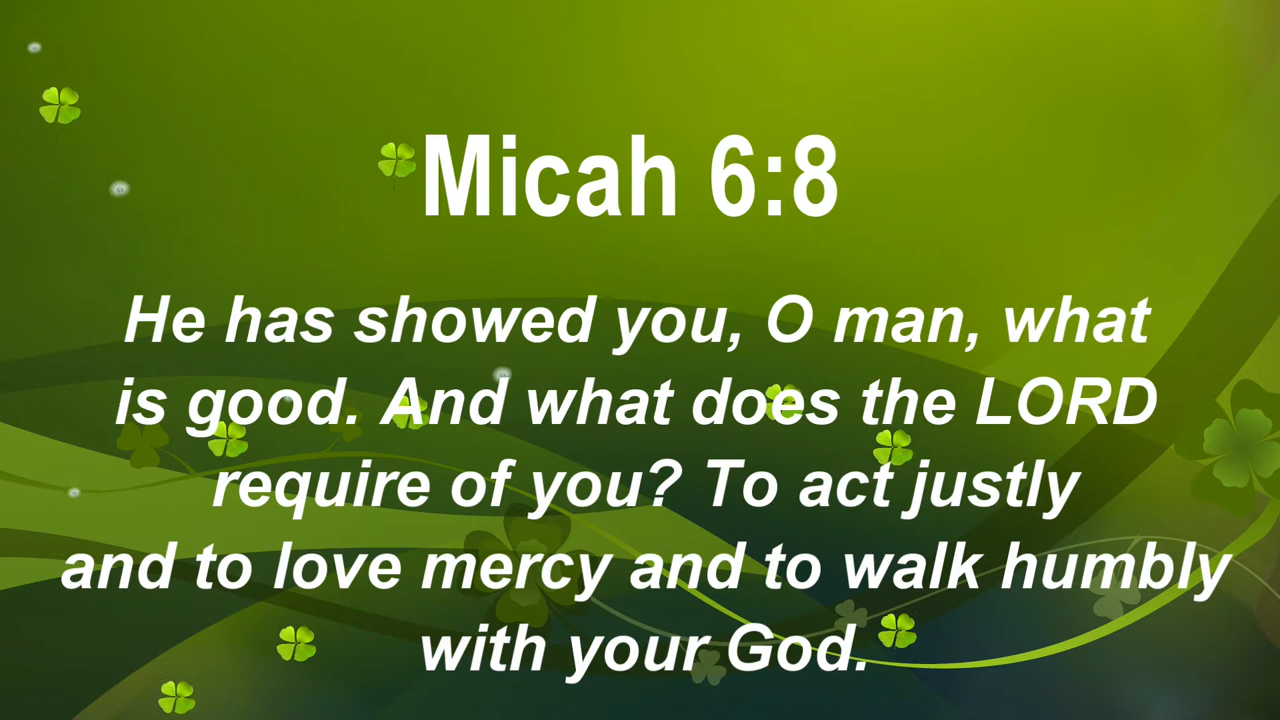 Micah 6:8
He has showed you, O man, what
is good. And what does the LORD
require of you? To act justly
and to love mercy and to walk humbly
with your God.